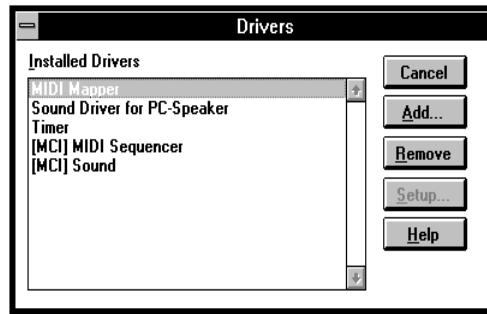 Drivers
Installed Drivers
MIDI Mapper
Sound Driver for PC-Speaker
Timer
[MCI] MIDI Sequencer
[MCI] Sound
Cancel
Add...
Remove
Setup...
Help